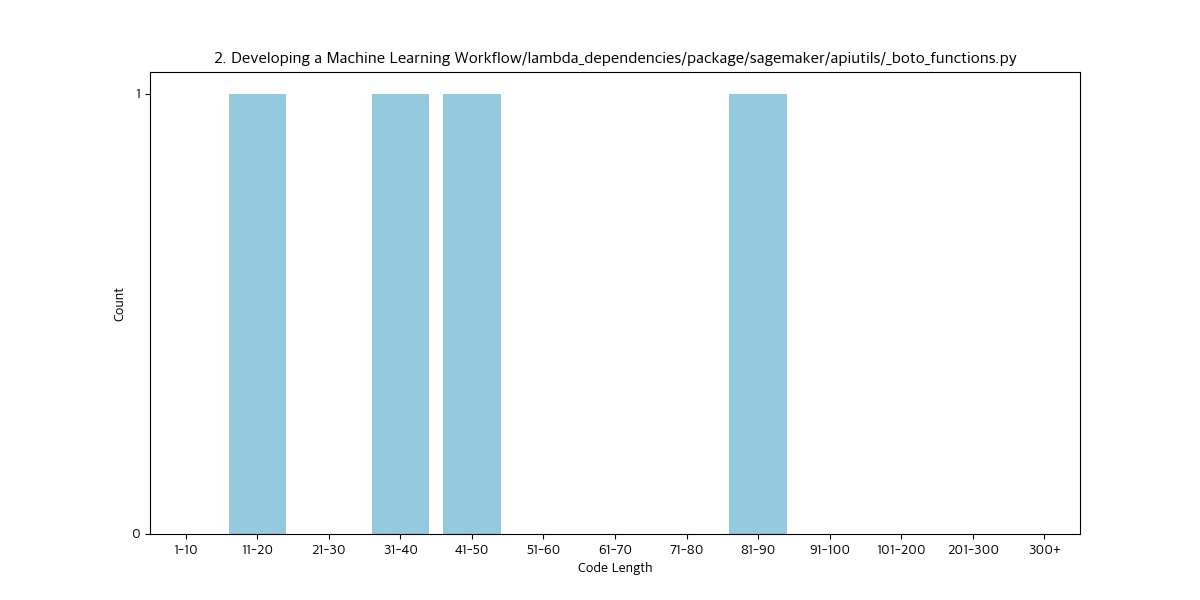 2. Developing a Machine Learning Workflow/lambda_dependencies/package/sagemaker/apiutils/_boto_functions.py
1
Count
0
1-10 11-20 21-30 31-40 41-50 51-60 61-70 71-80 81-90 91-100 101-200 201-300 300+
Code Length